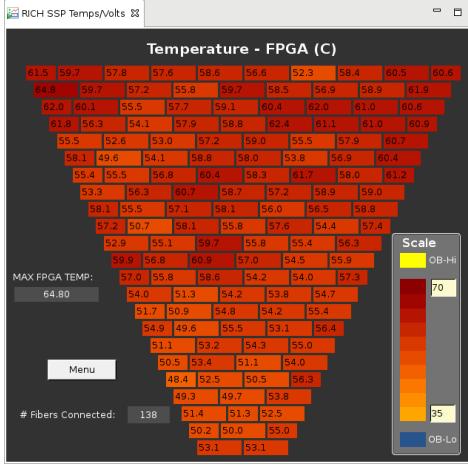 RICH SSP Temps/Volts
Temperature - FPGA (C)
61.5 59.7 57.8 57.6 58.6 56.6 52.3 58.4 60.5 60.6
64.8 59.7 57.2 55.8 59.7 58.5 56.9 58.9 61.9
62.0 60.1 55.5 57.7 59.1 60.4 62.0 61.0 60.6
61.8 56.3 54.1 57.9 58.8 62.4 61.1 61.0 60.9
55.5 52.6 53.0 57.2 59.0 55.5 57.9 60.7
58.1 49.6 54.1 58.8 58.0 53.8 56.9 60.4
55.4 55.5 56.8 60.4 58.3 61.7 58.0 61.2
53.3 56.3 60.7 58.7 57.2 58.9 59.0
58.1 55.5 57.1 58.1 56.0 56.5 58.8
57.2 50.7 58.1 55.8 57.6 54.4 57.4
52.9 55.1 59.7 55.8 55.4 56.3
59.9 56.8 60.9 57.0 54.5 55.9
57.0 55.8 58.6 54.2 54.0 57.3
54.0 51.3 54.2 53.8 54.7
51.7 50.9 54.8 54.2 55.4
54.9 49.6 55.5 53.1 56.4
51.1 53.2 54.3 55.0
50.5 53.4 51.1 54.0
48.4 52.5 50.5 56.3
49.3 49.7 53.8
51.4 51.3 52.5
50.2 50.0 55.0
53.1 53.1
MAX FPGA TEMP:
64.80
Menu
# Fibers Connected: 138
Scale
OB-Hi
70
35
OB-Lo